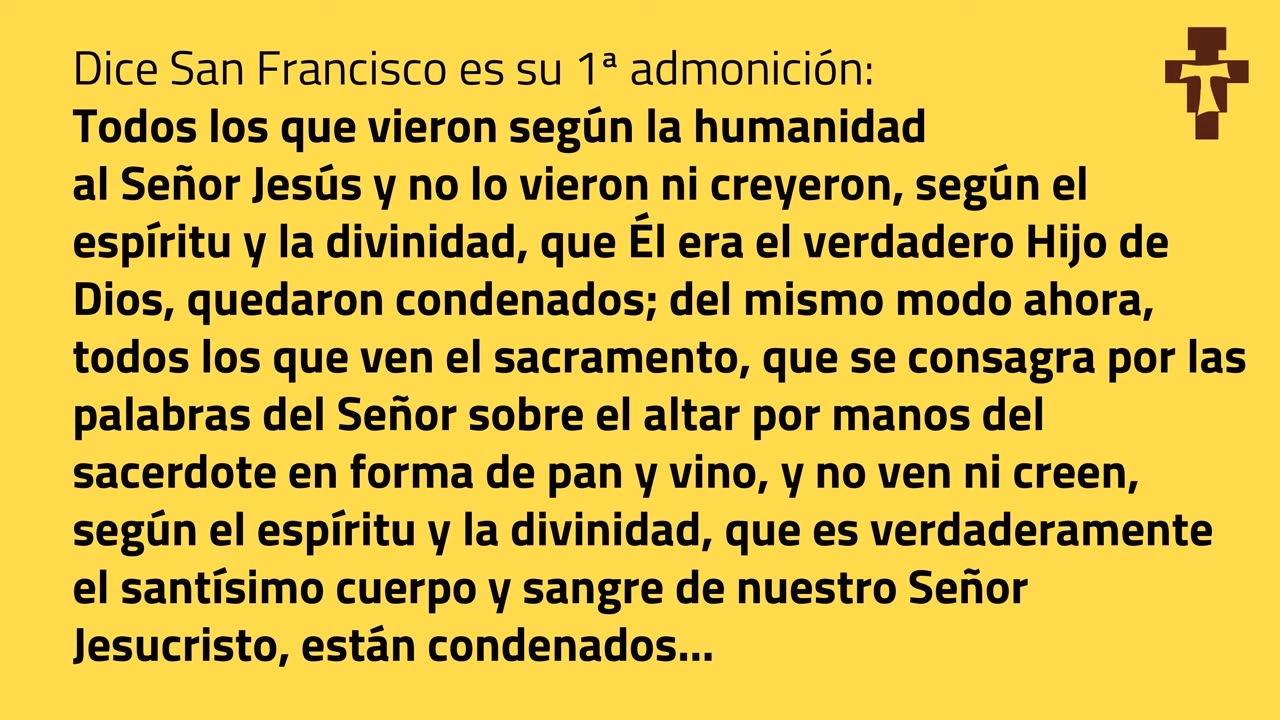 Dice San Francisco es su 1ª admonición:
Todos los que vieron según la humanidad
al Señor Jesús y no lo vieron ni creyeron, según el
espíritu y la divinidad, que Él era el verdadero Hijo de
Dios, quedaron condenados; del mismo modo ahora,
todos los que ven el sacramento, que se consagra por las
palabras del Señor sobre el altar por manos del
sacerdote en forma de pan y vino, y no ven ni creen,
según el espíritu y la divinidad, que es verdaderamente
el santísimo cuerpo y sangre de nuestro Señor
Jesucristo, están condenados...